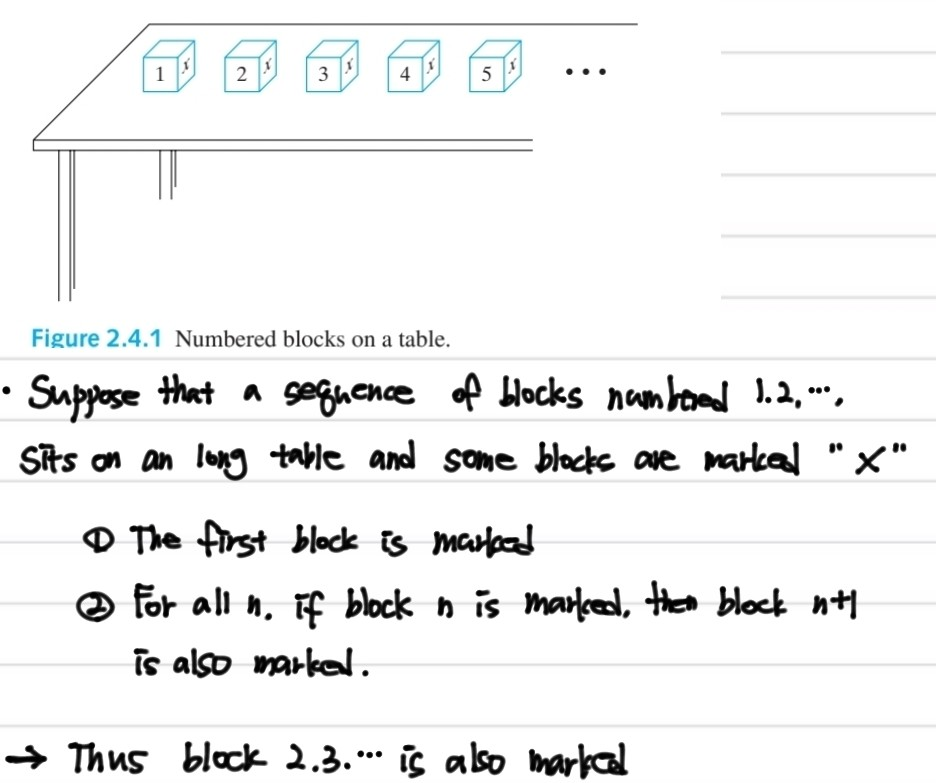 1 x 2 x 3 x 4 x 5 x ...
Figure 2.4.1 Numbered blocks on a table.
· Suppose that a sequence of blocks numbered 1.2, ...,
sits on an long table and some blocks are marked "X"
① The first block is marked
② For all n, if block n is marked, then block n+1
is also marked.
→ Thus block 2.3. ... is also marked